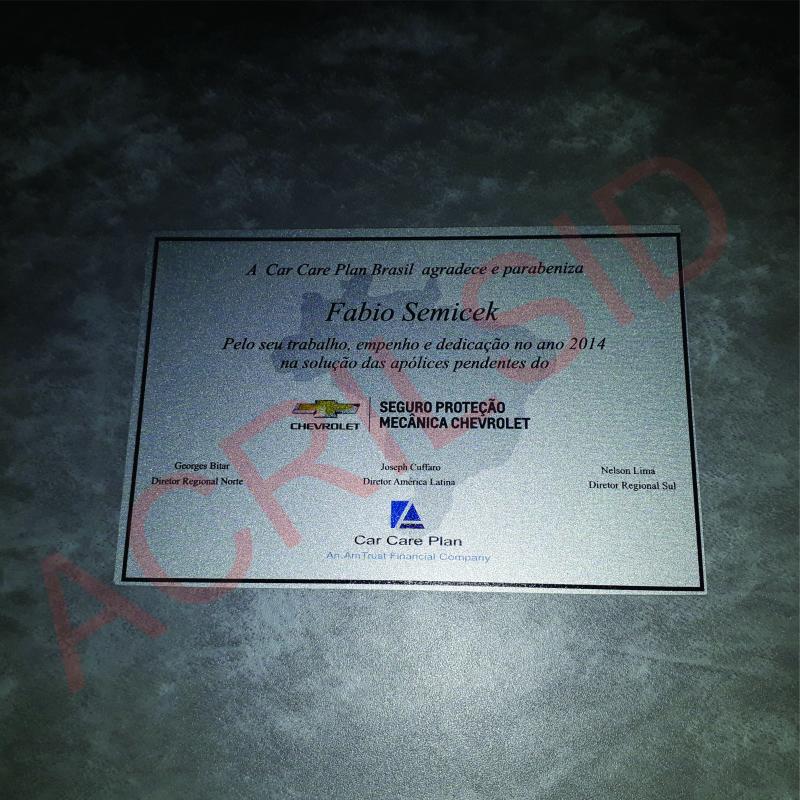 A Car Care Plan Brasil agradece e parabeniza
Fabio Semicek
Pelo seu trabalho, empenho e dedicação no ano 2014
na solução das apólices pendentes do
CHEVROLET
SEGURO PROTEÇÃO
MECÂNICA CHEVROLET
Georges Bitar
Diretor Regional Norte
Joseph Cuffaro
Diretor América Latina
Nelson Lima
Diretor Regional Sul
Car Care Plan
An AmTrust Financial Company
ACRILSID